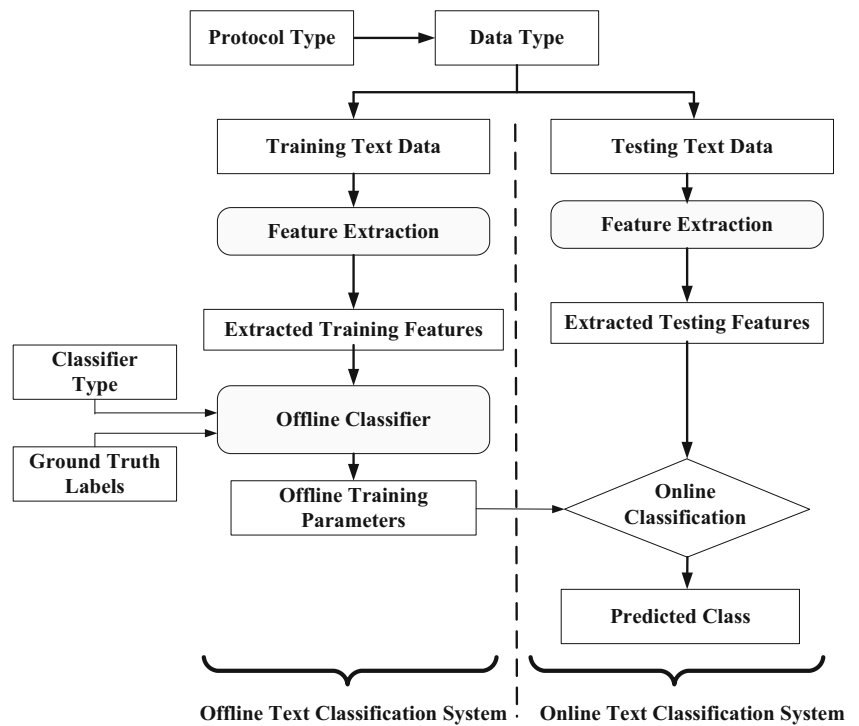 Protocol Type
Data Type
Training Text Data
Testing Text Data
Feature Extraction
Feature Extraction
Extracted Training Features
Extracted Testing Features
Classifier
Type
Offline Classifier
Ground Truth
Labels
Offline Training
Parameters
Online
Classification
Predicted Class
Offline Text Classification System
Online Text Classification System